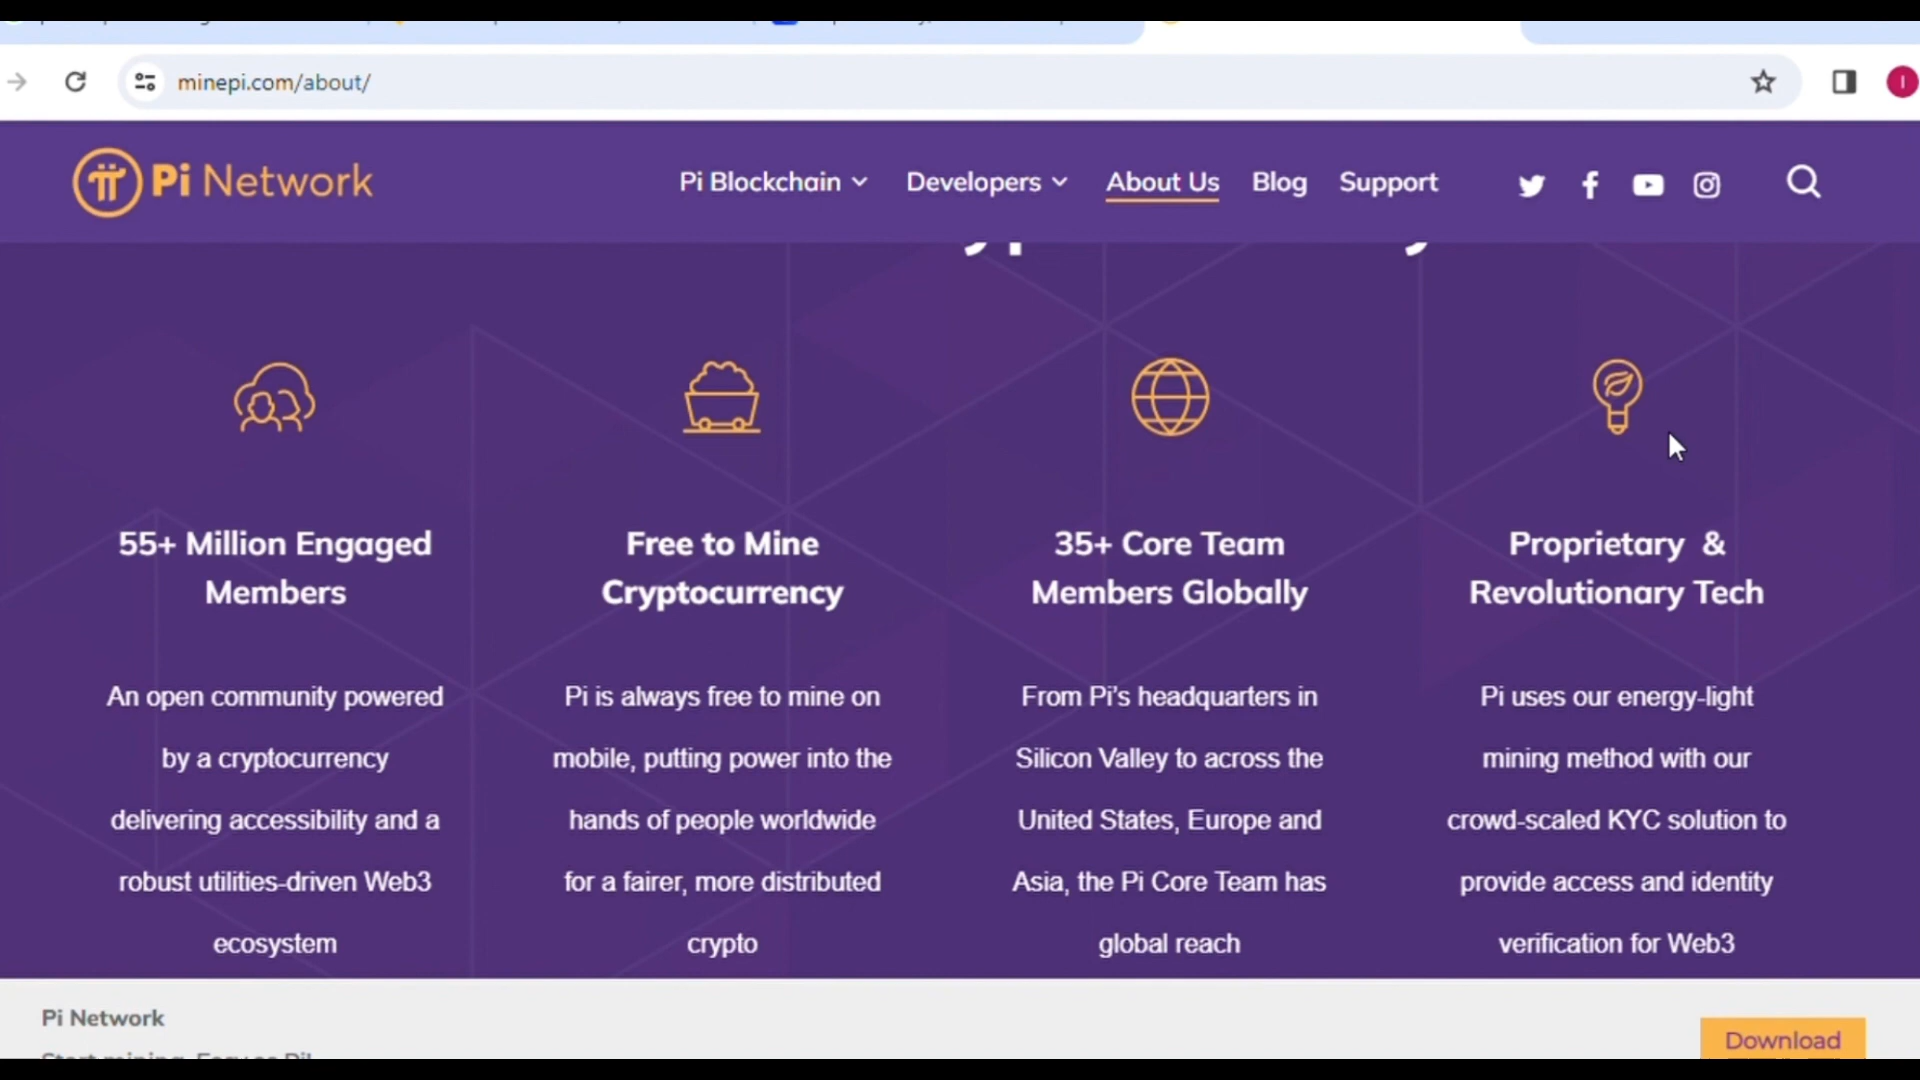 minepi.com/about/
I
Pi Network
Pi Blockchain
Developers
About Us
Blog
Support
55+ Million Engaged
Members
An open community powered
by a cryptocurrency
delivering accessibility and a
robust utilities-driven Web3
ecosystem
Free to Mine
Cryptocurrency
Pi is always free to mine on
mobile, putting power into the
hands of people worldwide
for a fairer, more distributed
crypto
35+ Core Team
Members Globally
From Pi's headquarters in
Silicon Valley to across the
United States, Europe and
Asia, the Pi Core Team has
global reach
Proprietary &
Revolutionary Tech
Pi uses our energy-light
mining method with our
crowd-scaled KYC solution to
provide access and identity
verification for Web3
Pi Network
Start mining. Easy as Pi!
Download